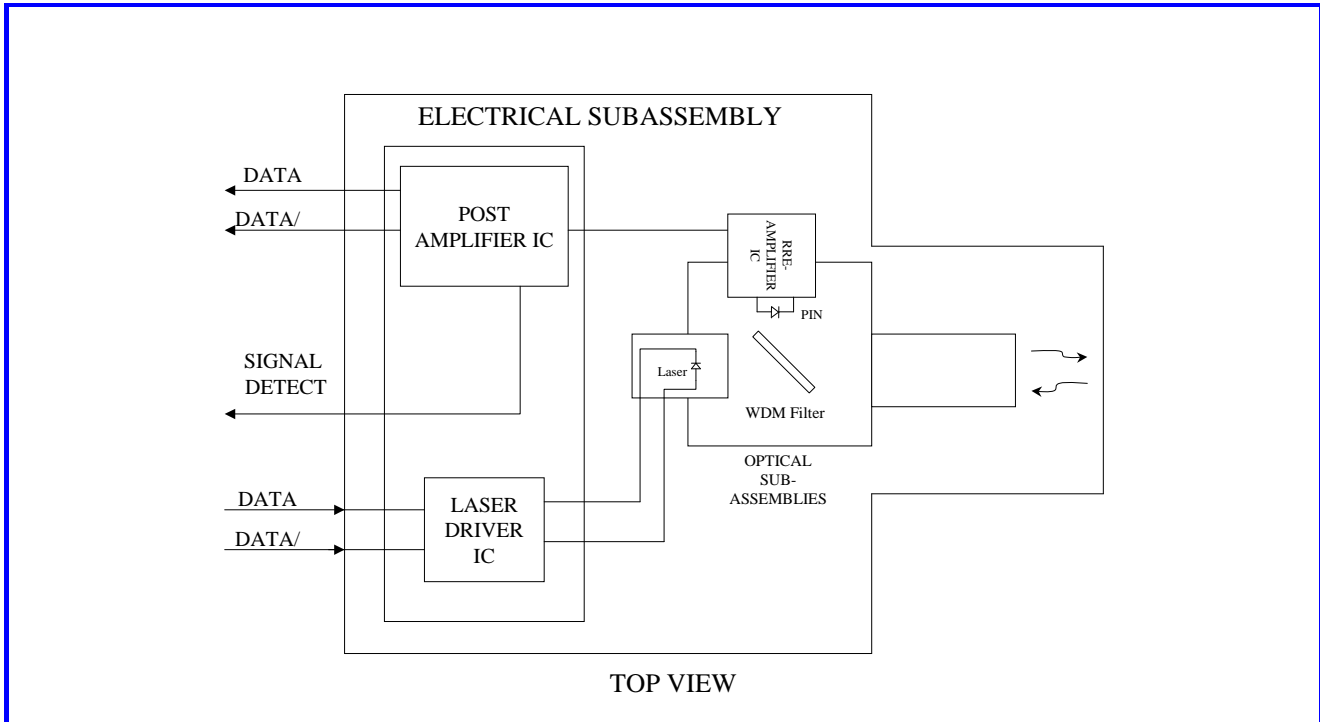 ELECTRICAL SUBASSEMBLY
DATA
DATA/
POST
AMPLIFIER IC
RRE-
AMPLIFIER
IC
PIN
SIGNAL
DETECT
Laser
WDM Filter
OPTICAL
SUB-
ASSEMBLIES
DATA
DATA/
LASER
DRIVER
IC
TOP VIEW